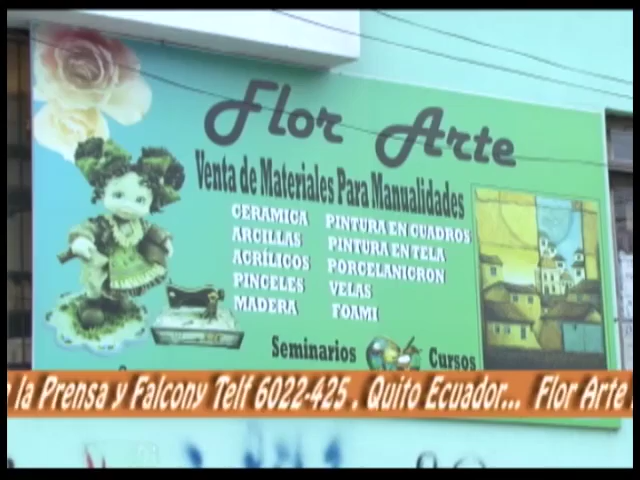 Flor Arte
Venta de Materiales Para Manualidades
CERAMICA
ARCILLAS
ACRÍLICOS
PINCELES
MADERA
PINTURA EN CUADROS
PINTURA EN TELA
PORCELANICRON
VELAS
FOAMI
Seminarios Cursos
la Prensa y Falcony Telf 6022-425 , Quito Ecuador... Flor Arte